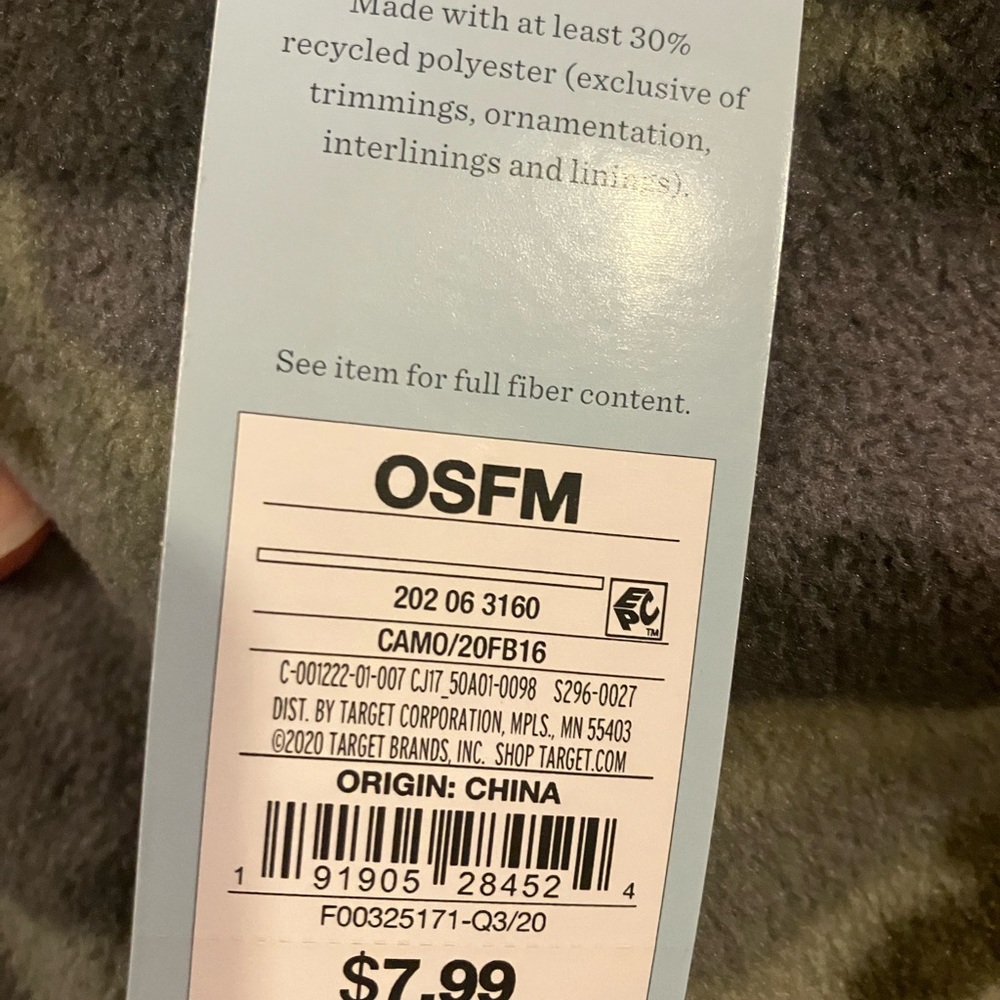 Made with at least 30%
recycled polyester (exclusive of
trimmings, ornamentation,
interlinings and linings).
See item for full fiber content.
OSFM
202 06 3160
EPC TM
CAMO/20FB16
C-001222-01-007 CJ17_50A01-0098 S296-0027
DIST. BY TARGET CORPORATION, MPLS., MN 55403
©2020 TARGET BRANDS, INC. SHOP TARGET.COM
ORIGIN: CHINA
1 91905 28452 4
F00325171-Q3/20
$7.99